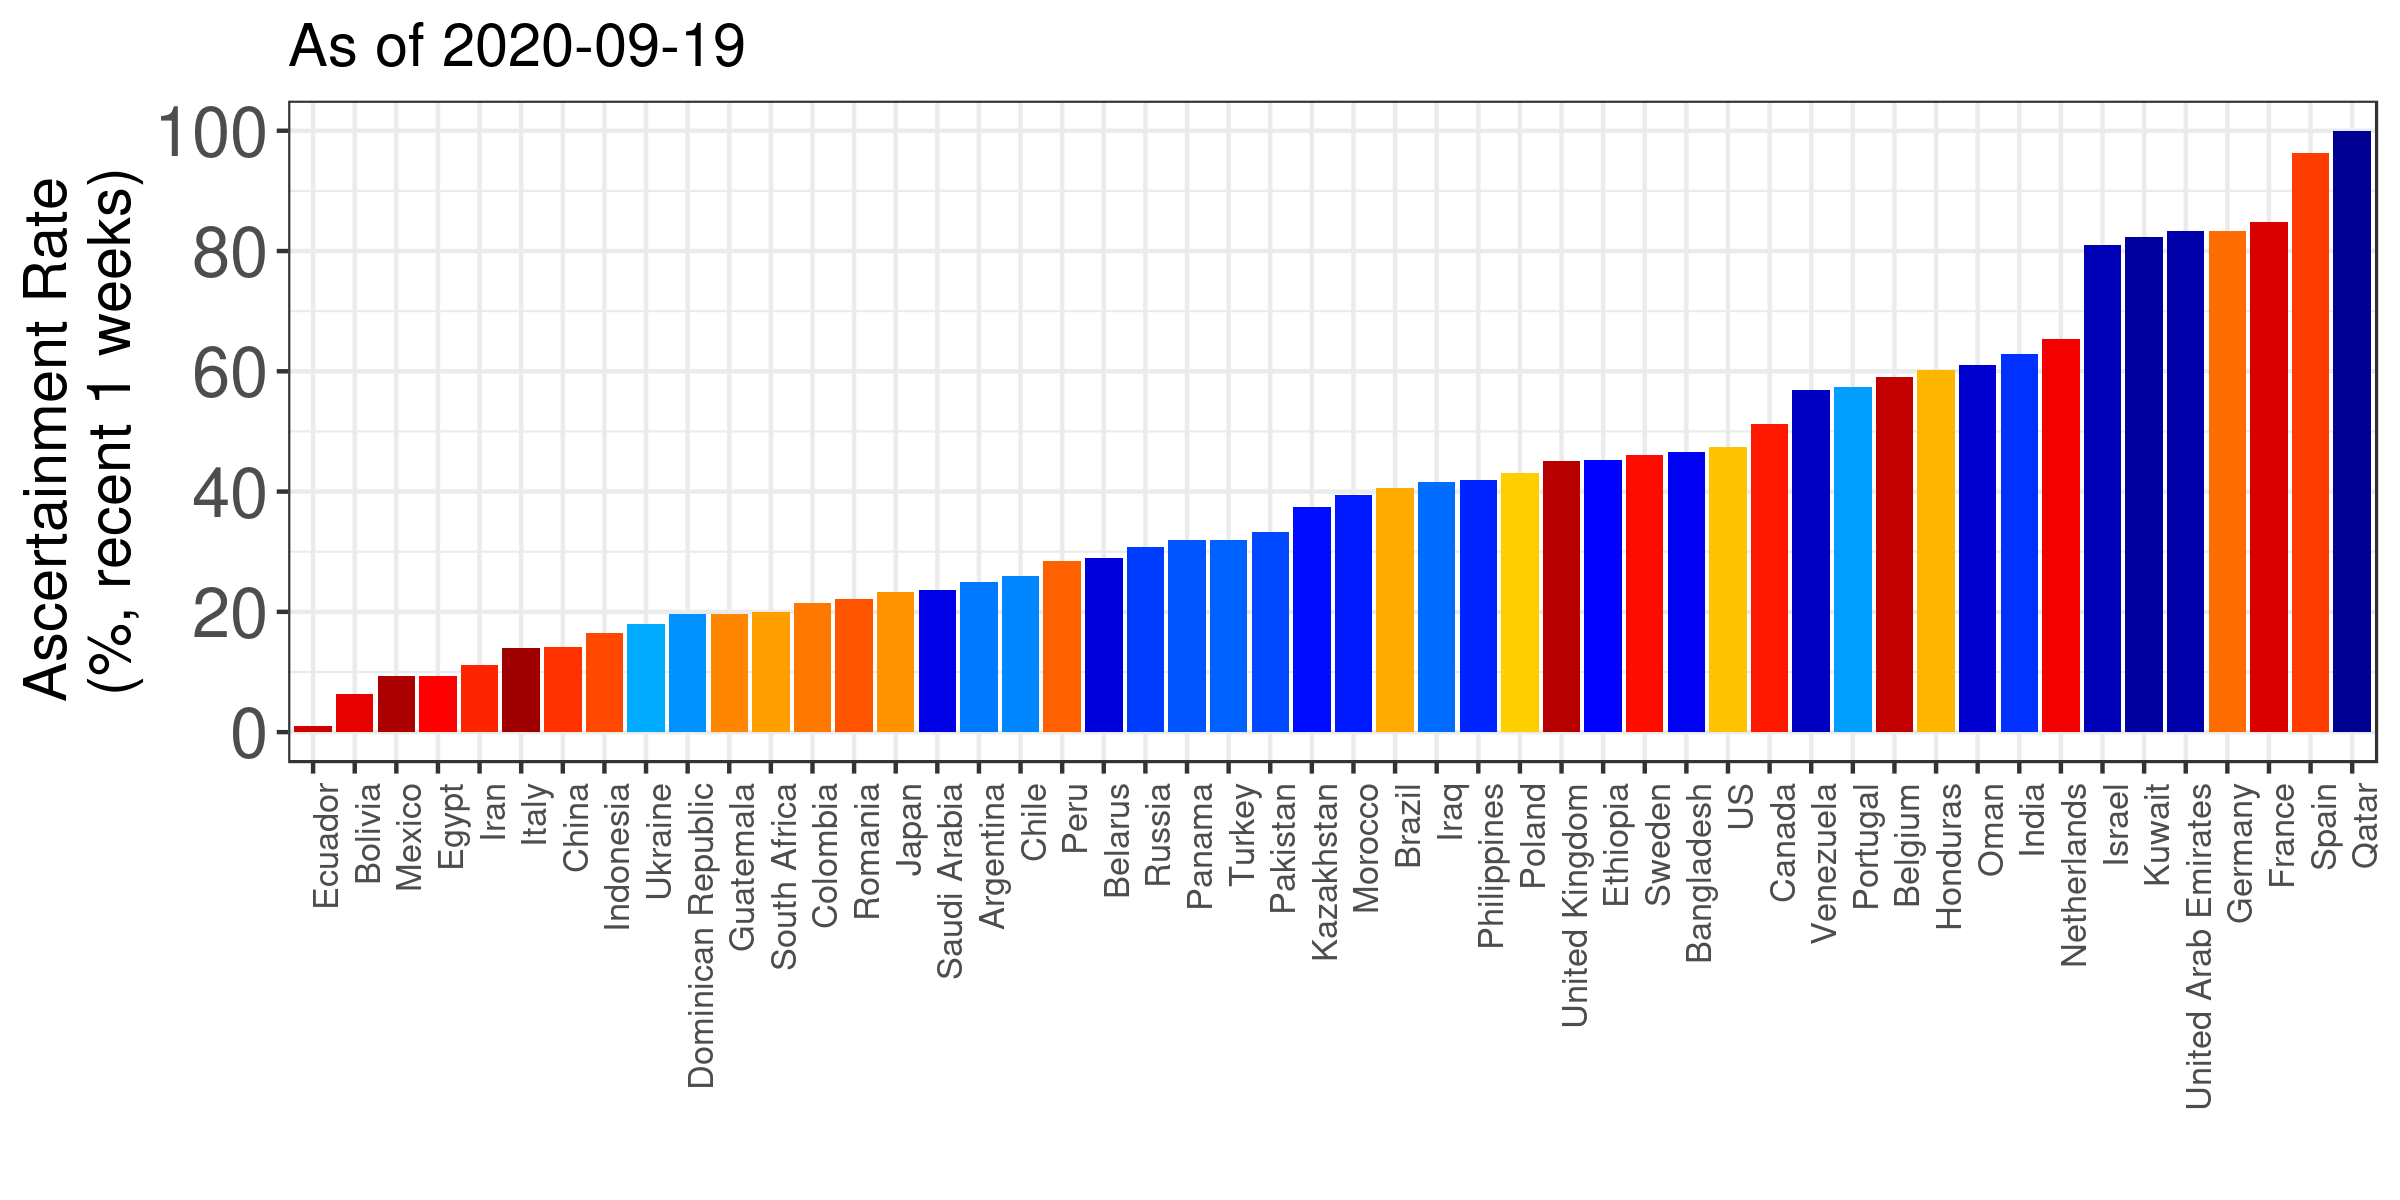 As of 2020-09-19
Ascertainment Rate
(%, recent 1 weeks)
100
80
60
40
20
0
Ecuador
Bolivia
Mexico
Egypt
Iran
Italy
China
Indonesia
Ukraine
Dominican Republic
Guatemala
South Africa
Colombia
Romania
Japan
Saudi Arabia
Argentina
Chile
Peru
Belarus
Russia
Panama
Turkey
Pakistan
Kazakhstan
Morocco
Brazil
Iraq
Philippines
Poland
United Kingdom
Ethiopia
Sweden
Bangladesh
US
Canada
Venezuela
Portugal
Belgium
Honduras
Oman
India
Netherlands
Israel
Kuwait
United Arab Emirates
Germany
France
Spain
Qatar